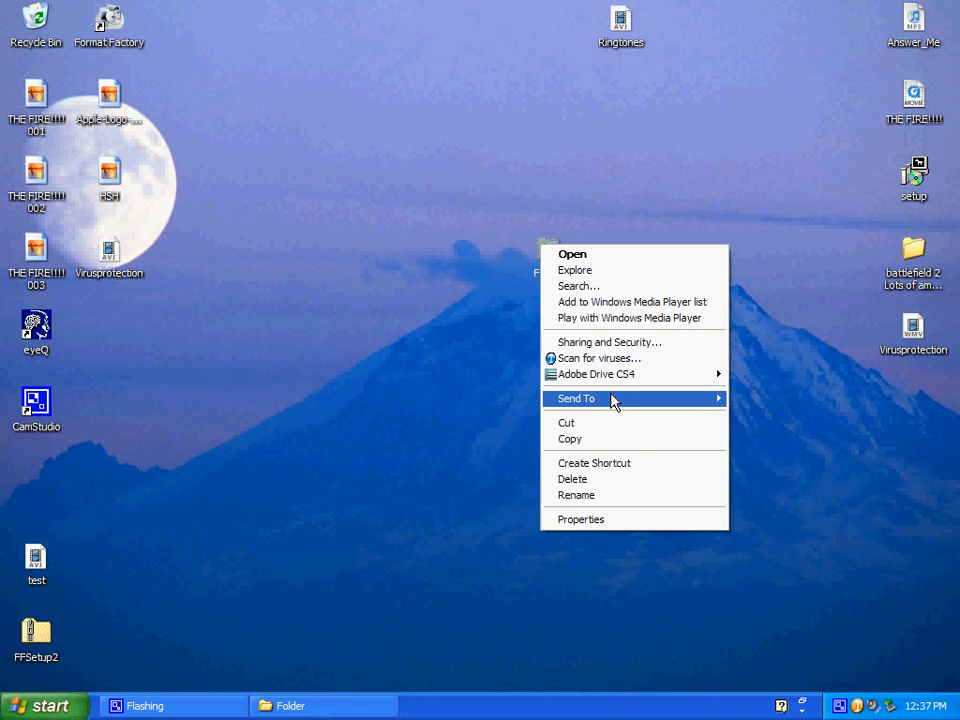 Recycle Bin
Format Factory
Ringtones
Answer_Me
THE FIRE!!!!
001
Apple-Logo-...
THE FIRE!!!!
THE FIRE!!!!
002
HSH
setup
THE FIRE!!!!
003
Virusprotection
battlefield 2
Lots of am...
eyeQ
Virusprotection
CamStudio
test
FFSetup2
F
Open
Explore
Search...
Add to Windows Media Player list
Play with Windows Media Player
Sharing and Security...
Scan for viruses...
Adobe Drive CS4
Send To
Cut
Copy
Create Shortcut
Delete
Rename
Properties
start
Flashing
Folder
12:37 PM